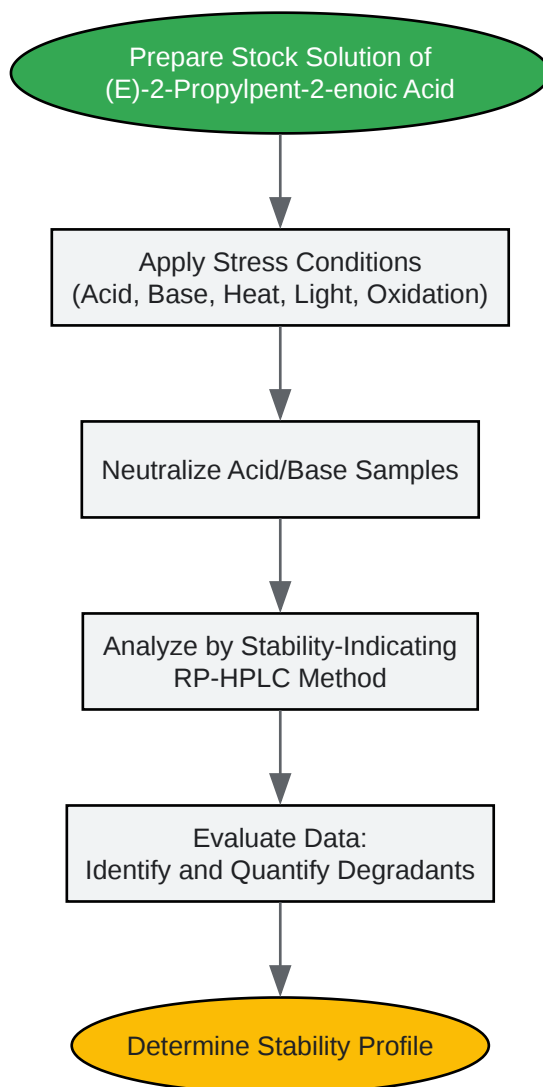 Prepare Stock Solution of
(E)-2-Propylpent-2-enoic Acid
Apply Stress Conditions
(Acid, Base, Heat, Light, Oxidation)
Neutralize Acid/Base Samples
Analyze by Stability-Indicating
RP-HPLC Method
Evaluate Data:
Identify and Quantify Degradants
Determine Stability Profile